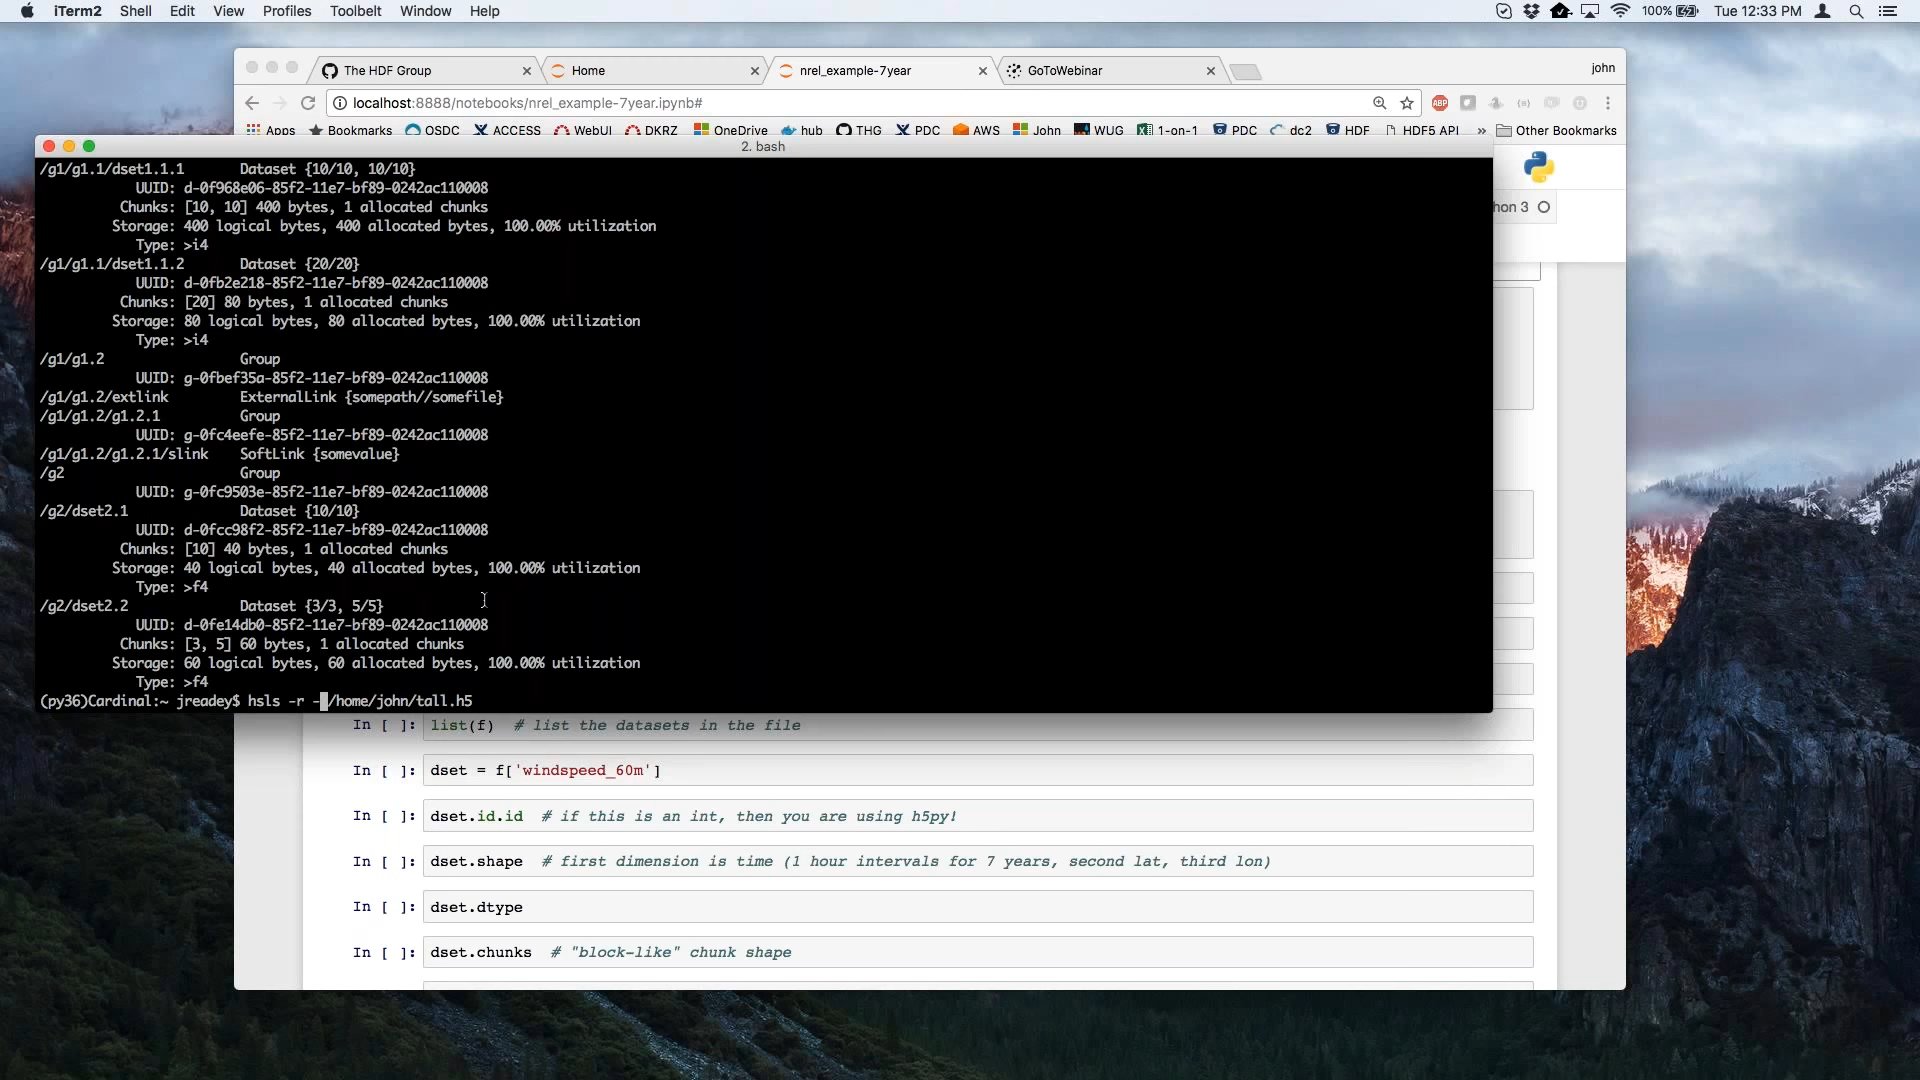 iTerm2 Shell Edit View Profiles Toolbelt Window Help 100% Tue 12:33 PM
The HDF Group Home nrel_example-7year GoToWebinar john
localhost:8888/notebooks/nrel_example-7year.ipynb# ABP
Apps Bookmarks OSDC ACCESS WebUI DKRZ OneDrive hub THG PDC AWS John WUG 1-on-1 PDC dc2 HDF HDF5 API » Other Bookmarks
2. bash
/g1/g1.1/dset1.1.1 Dataset {10/10, 10/10}
UUID: d-0f968e06-85f2-11e7-bf89-0242ac110008
Chunks: [10, 10] 400 bytes, 1 allocated chunks
hon 3
Storage: 400 logical bytes, 400 allocated bytes, 100.00% utilization
Type: >i4
/g1/g1.1/dset1.1.2 Dataset {20/20}
UUID: d-0fb2e218-85f2-11e7-bf89-0242ac110008
Chunks: [20] 80 bytes, 1 allocated chunks
Storage: 80 logical bytes, 80 allocated bytes, 100.00% utilization
Type: >i4
/g1/g1.2 Group
UUID: g-0fbef35a-85f2-11e7-bf89-0242ac110008
/g1/g1.2/extlink ExternalLink {somepath//somefile}
/g1/g1.2/g1.2.1 Group
UUID: g-0fc4eefe-85f2-11e7-bf89-0242ac110008
/g1/g1.2/g1.2.1/slink SoftLink {somevalue}
/g2 Group
UUID: g-0fc9503e-85f2-11e7-bf89-0242ac110008
/g2/dset2.1 Dataset {10/10}
UUID: d-0fcc98f2-85f2-11e7-bf89-0242ac110008
Chunks: [10] 40 bytes, 1 allocated chunks
Storage: 40 logical bytes, 40 allocated bytes, 100.00% utilization
Type: >f4
/g2/dset2.2 Dataset {3/3, 5/5}
UUID: d-0fe14db0-85f2-11e7-bf89-0242ac110008
Chunks: [3, 5] 60 bytes, 1 allocated chunks
Storage: 60 logical bytes, 60 allocated bytes, 100.00% utilization
Type: >f4
(py36)Cardinal:~ jreadey$ hsls -r -/home/john/tall.h5
In [ ]: list(f) # list the datasets in the file
In [ ]: dset = f['windspeed_60m']
In [ ]: dset.id.id # if this is an int, then you are using h5py!
In [ ]: dset.shape # first dimension is time (1 hour intervals for 7 years, second lat, third lon)
In [ ]: dset.dtype
In [ ]: dset.chunks # "block-like" chunk shape